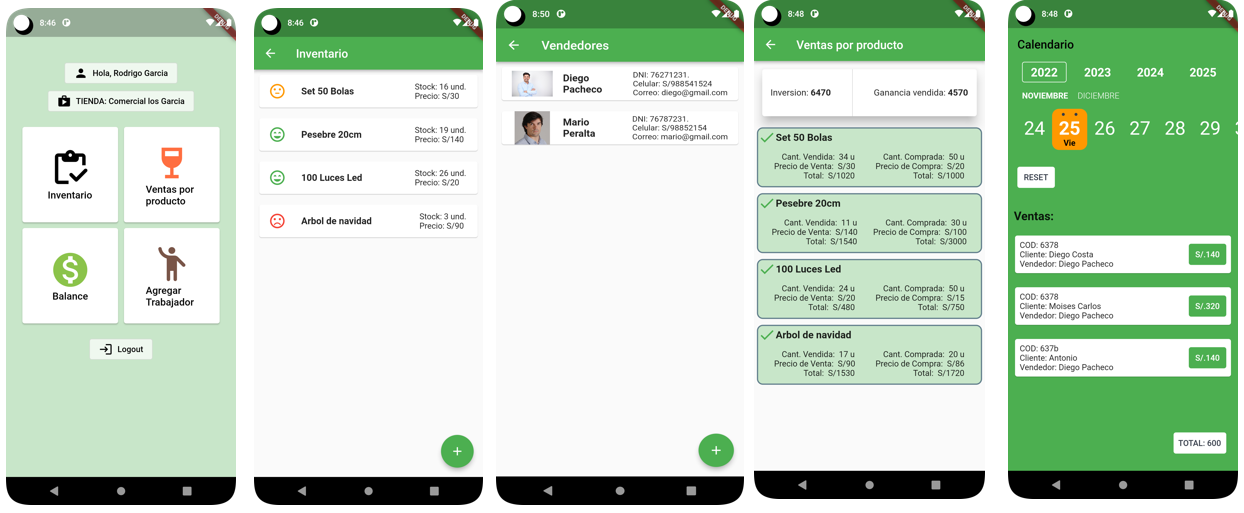 8:46
DEBUG
Hola, Rodrigo Garcia
TIENDA: Comercial los Garcia
Inventario
Ventas por
producto
$
Balance
Agregar
Trabajador
Logout
8:46
DEBUG
Inventario
Set 50 Bolas
Stock: 16 und.
Precio: S/30
Pesebre 20cm
Stock: 19 und.
Precio: S/140
100 Luces Led
Stock: 26 und.
Precio: S/20
Arbol de navidad
Stock: 3 und.
Precio: S/90
+
8:50
DEBUG
Vendedores
Diego
Pacheco
DNI: 76271231.
Celular: S/988541524
Correo: diego@gmail.com
Mario
Peralta
DNI: 76787231.
Celular: S/98852154
Correo: mario@gmail.com
+
8:48
DEBUG
Ventas por producto
Inversion: 6470
Ganancia vendida: 4570
Set 50 Bolas
Cant. Vendida: 34 u
Precio de Venta: S/30
Total: S/1020
Cant. Comprada: 50 u
Precio de Compra: S/20
Total: S/1000
Pesebre 20cm
Cant. Vendida: 11 u
Precio de Venta: S/140
Total: S/1540
Cant. Comprada: 30 u
Precio de Compra: S/100
Total: S/3000
100 Luces Led
Cant. Vendida: 24 u
Precio de Venta: S/20
Total: S/480
Cant. Comprada: 50 u
Precio de Compra: S/15
Total: S/750
Arbol de navidad
Cant. Vendida: 17 u
Precio de Venta: S/90
Total: S/1530
Cant. Comprada: 20 u
Precio de Compra: S/86
Total: S/1720
8:48
DEBUG
Calendario
2022 2023 2024 2025
NOVIEMBRE DICIEMBRE
24 25 26 27 28 29 3
Vie
RESET
Ventas:
COD: 6378
Cliente: Diego Costa
Vendedor: Diego Pacheco
S/.140
COD: 6378
Cliente: Moises Carlos
Vendedor: Diego Pacheco
S/.320
COD: 637b
Cliente: Antonio
Vendedor: Diego Pacheco
S/.140
TOTAL: 600